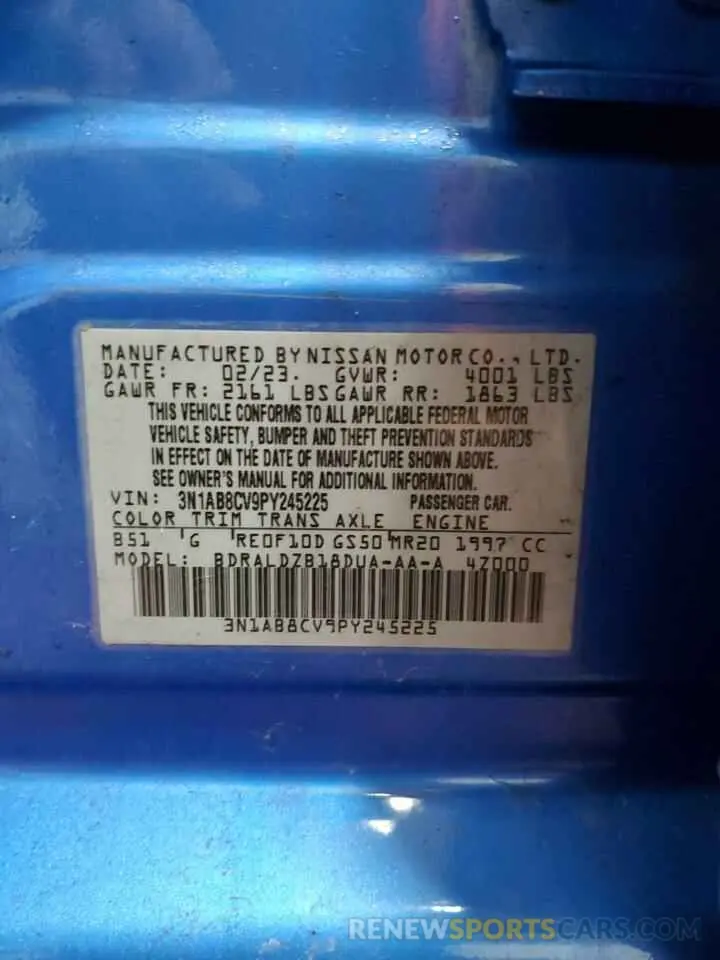 MANUFACTURED BY NISSAN MOTOR CO., LTD.
DATE: 02/23. GVWR: 4001 LBS
GAWR FR: 2161 LBS GAWR RR: 1863 LBS
THIS VEHICLE CONFORMS TO ALL APPLICABLE FEDERAL MOTOR
VEHICLE SAFETY, BUMPER AND THEFT PREVENTION STANDARDS
IN EFFECT ON THE DATE OF MANUFACTURE SHOWN ABOVE.
SEE OWNER'S MANUAL FOR ADDITIONAL INFORMATION.
VIN: 3N1AB8CV9PY245225 PASSENGER CAR.
COLOR TRIM TRANS AXLE ENGINE
B51 G RE0F10D GS50 MR20 1997 CC
MODEL: BDRALDZB18DUA-AA-A 4Z000
3N1AB8CV9PY245225
RENEWSPORTSCARS.COM